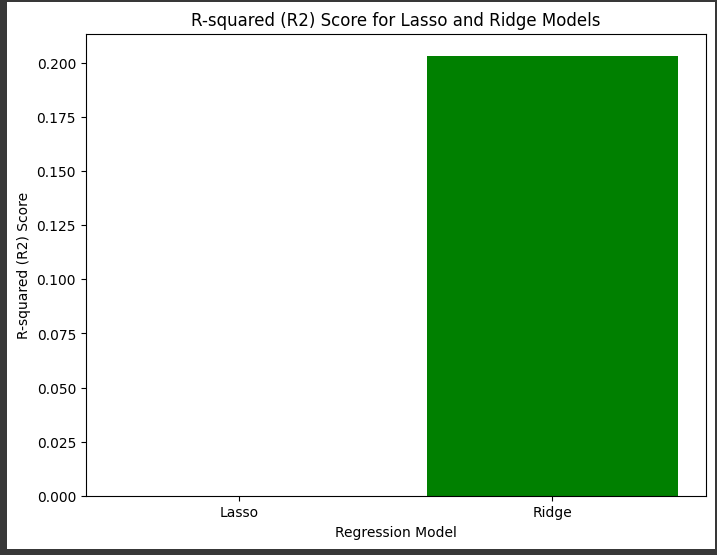 R-squared (R2) Score for Lasso and Ridge Models
R-squared (R2) Score
0.200
0.175
0.150
0.125
0.100
0.075
0.050
0.025
0.000
Lasso
Ridge
Regression Model